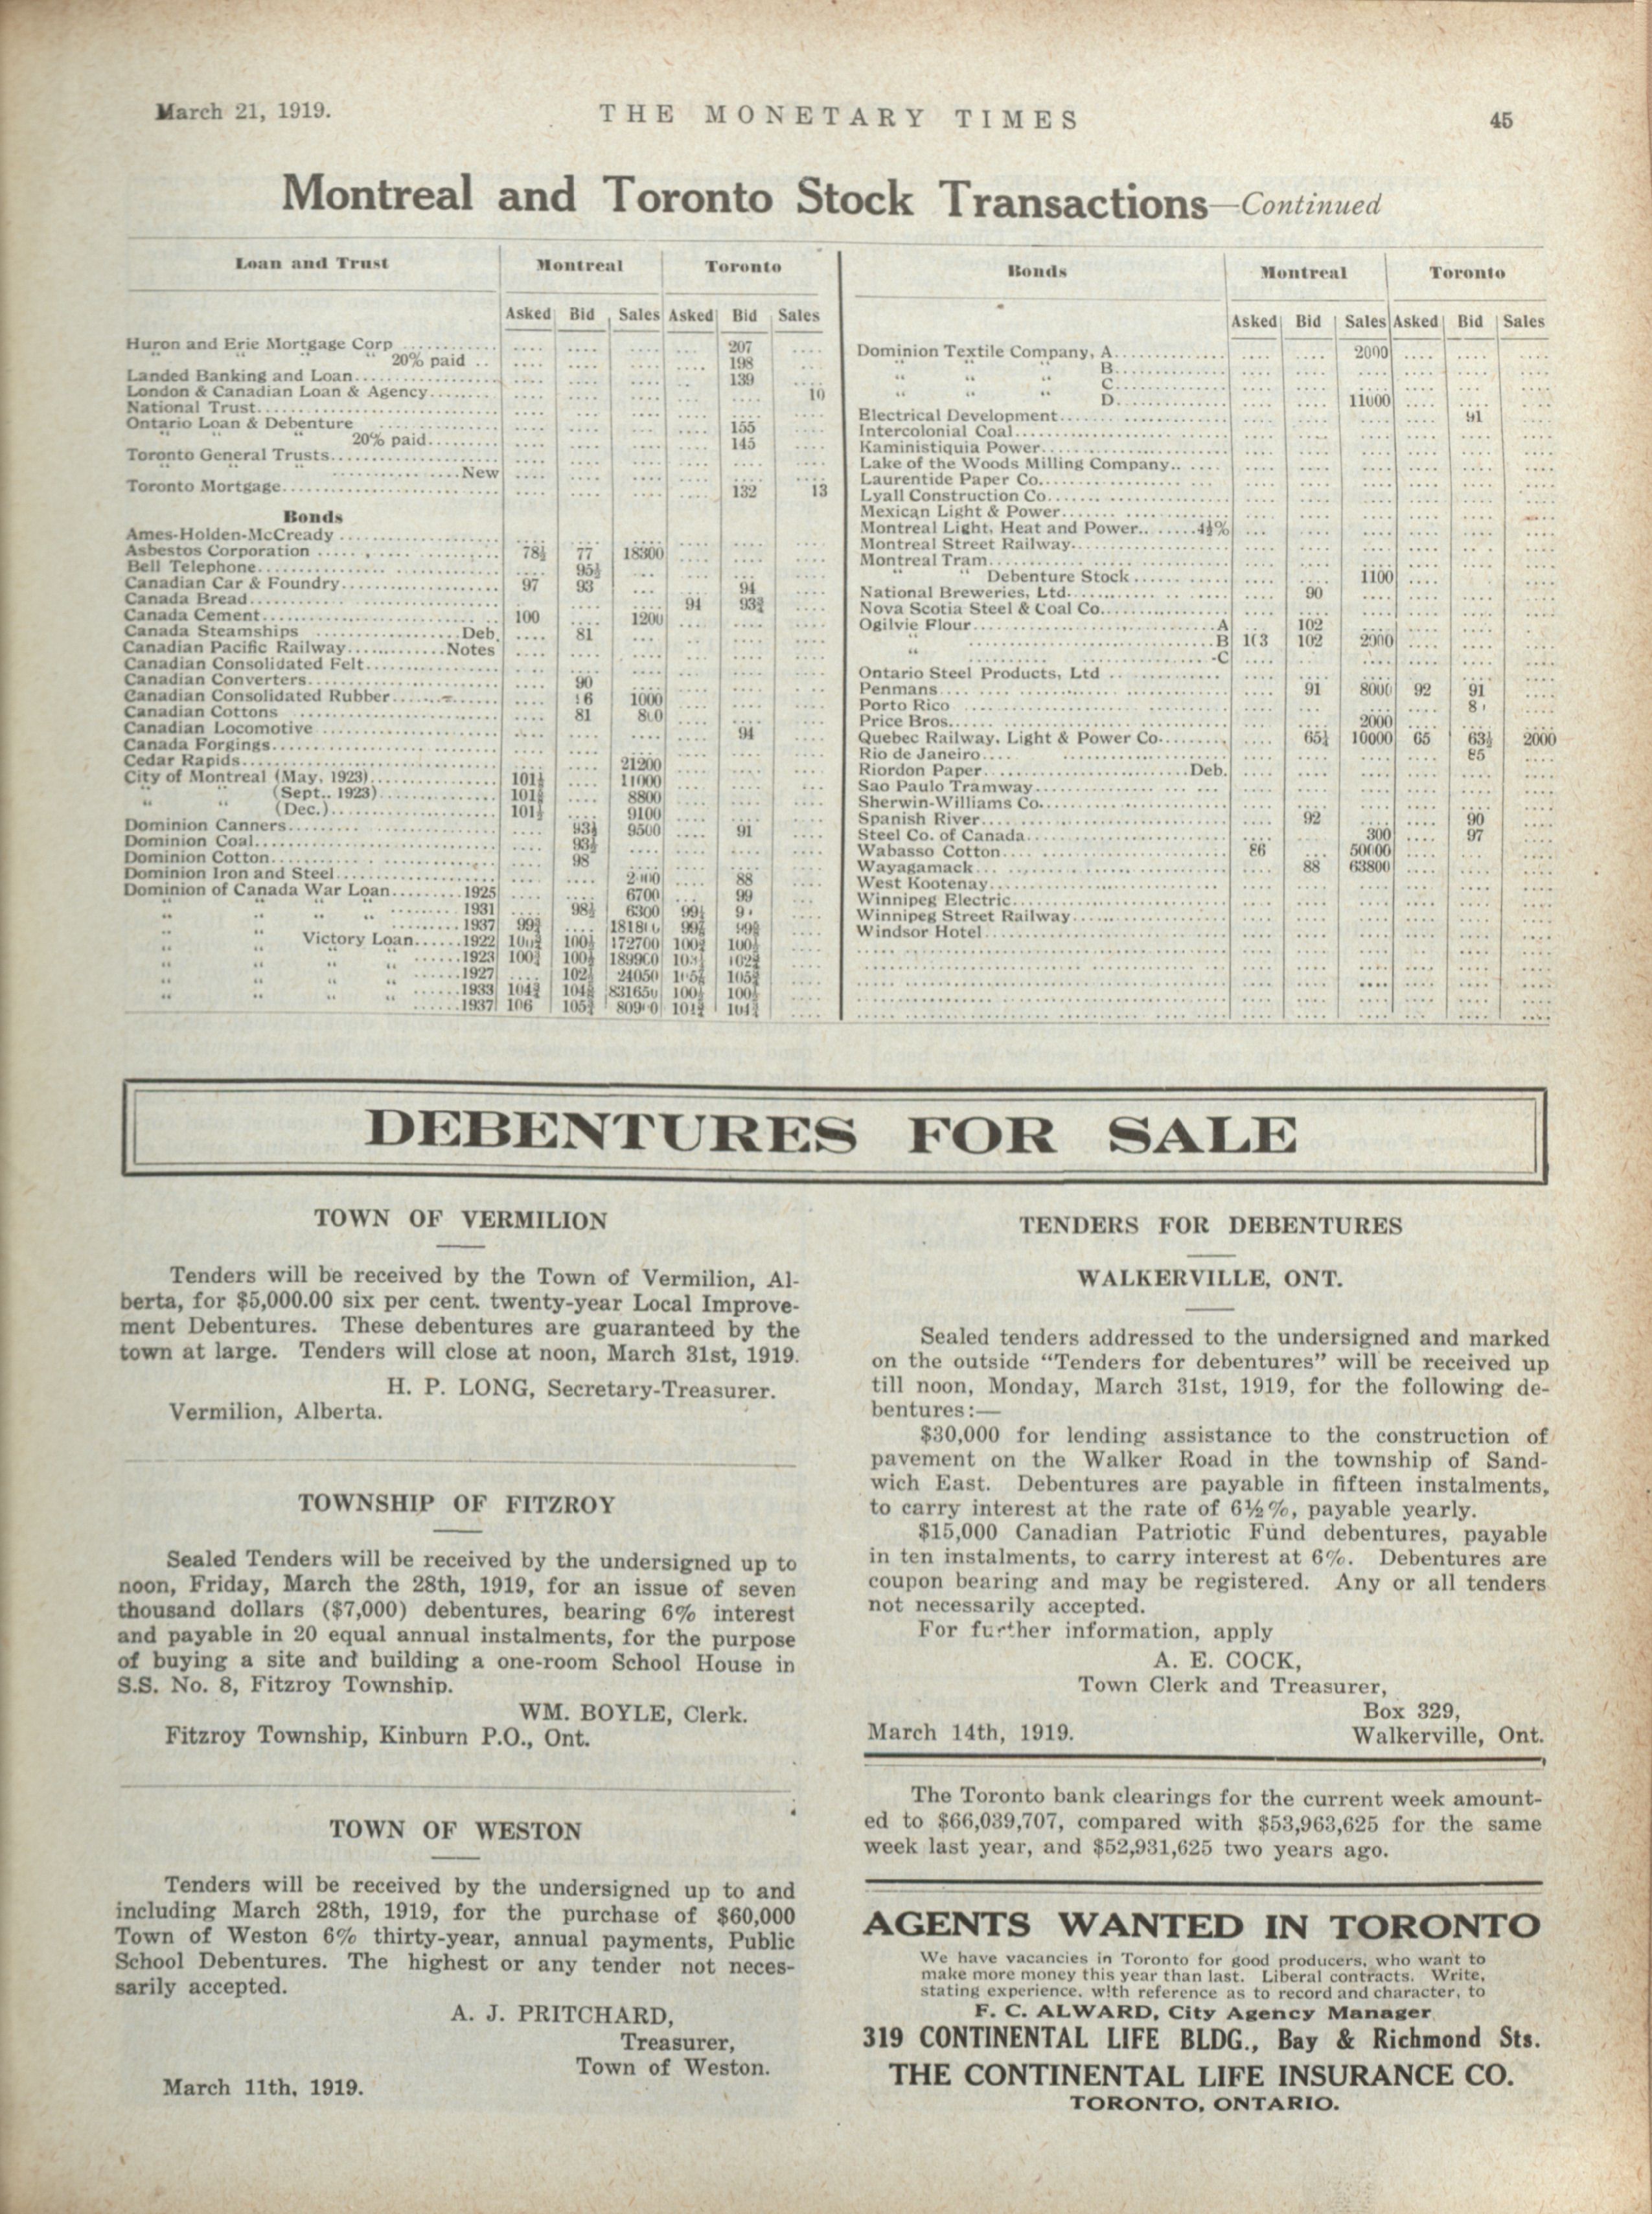 March 21, 1919.
THE MONETARY TIMES
45
Montreal and Toronto Stock Transactions—Continued
Loan and Trust Montreal Toronto
Asked Bid Sales Asked Bid Sales
Huron and Erie Mortgage Corp 207
" " " " 20% paid 198
Landed Banking and Loan 139
London & Canadian Loan & Agency 10
National Trust
Ontario Loan & Debenture 155
" " 20% paid 145
Toronto General Trusts
" " New
Toronto Mortgage 132 13
Bonds
Ames-Holden-McCready
Asbestos Corporation 78½ 77 18300
Bell Telephone 95½
Canadian Car & Foundry 97 93 94
Canada Bread 94 93¾
Canada Cement 100 1200
Canada Steamships Deb. 81
Canadian Pacific Railway Notes
Canadian Consolidated Felt
Canadian Converters 90
Canadian Consolidated Rubber 1000
Canadian Cottons 81
Canadian Locomotive 94
Canada Forgings
Cedar Rapids 21200
City of Montreal (May, 1923) 11000
" " (Sept., 1923) 8800
(Dec.) 9100
Dominion Canners 9500 91
Dominion Coal
Dominion Cotton 98
Dominion Iron and Steel 88
Dominion of Canada War Loan 1925 6700 99
" " " " 1931 98½ 6300
" " 1937
" " Victory Loan 1922 172700
" " " " 1923
" " " " 1927 24050
" " " " 1933
" " " " 1937 106
Bonds Montreal Toronto
Asked Bid Sales Asked Bid Sales
Dominion Textile Company, A 2000
" " " B
" " " C
" " " D 11000
Electrical Development 91
Intercolonial Coal
Kaministiquia Power
Lake of the Woods Milling Company
Laurentide Paper Co.
Lyall Construction Co.
Mexican Light & Power
Montreal Light, Heat and Power 4½%
Montreal Street Railway
Montreal Tram
" " Debenture Stock 1100
National Breweries, Ltd. 90
Nova Scotia Steel & Coal Co.
Ogilvie Flour A 102
" B 103 102 2000
C
Ontario Steel Products, Ltd
Penmans 91 8000 92 91
Porto Rico
Price Bros. 2000
Quebec Railway, Light & Power Co. 65½ 10000 65 63½ 2000
Rio de Janeiro 85
Riordon Paper Deb.
Sao Paulo Tramway
Sherwin-Williams Co.
Spanish River 92 90
Steel Co. of Canada 300 97
Wabasso Cotton 86 50000
Wayagamack 88 63800
West Kootenay
Winnipeg Electric
Winnipeg Street Railway
Windsor Hotel
DEBENTURES FOR SALE
TOWN OF VERMILION
Tenders will be received by the Town of Vermilion, Al-
berta, for $5,000.00 six per cent. twenty-year Local Improve-
ment Debentures. These debentures are guaranteed by the
town at large. Tenders will close at noon, March 31st, 1919.
H. P. LONG, Secretary-Treasurer.
Vermilion, Alberta.
TOWNSHIP OF FITZROY
Sealed Tenders will be received by the undersigned up to
noon, Friday, March the 28th, 1919, for an issue of seven
thousand dollars ($7,000) debentures, bearing 6% interest
and payable in 20 equal annual instalments, for the purpose
of buying a site and building a one-room School House in
S.S. No. 8, Fitzroy Township.
WM. BOYLE, Clerk.
Fitzroy Township, Kinburn P.O., Ont.
TOWN OF WESTON
Tenders will be received by the undersigned up to and
including March 28th, 1919, for the purchase of $60,000
Town of Weston 6% thirty-year, annual payments, Public
School Debentures. The highest or any tender not neces-
sarily accepted.
A. J. PRITCHARD,
Treasurer,
Town of Weston.
March 11th, 1919.
TENDERS FOR DEBENTURES
WALKERVILLE, ONT.
Sealed tenders addressed to the undersigned and marked
on the outside "Tenders for debentures" will be received up
till noon, Monday, March 31st, 1919, for the following de-
bentures:—
$30,000 for lending assistance to the construction of
pavement on the Walker Road in the township of Sand-
wich East. Debentures are payable in fifteen instalments,
to carry interest at the rate of 6½%, payable yearly.
$15,000 Canadian Patriotic Fund debentures, payable
in ten instalments, to carry interest at 6%. Debentures are
coupon bearing and may be registered. Any or all tenders
not necessarily accepted.
For further information, apply
A. E. COCK,
Town Clerk and Treasurer,
Box 329,
March 14th, 1919. Walkerville, Ont.
The Toronto bank clearings for the current week amount-
ed to $66,039,707, compared with $53,963,625 for the same
week last year, and $52,931,625 two years ago.
AGENTS WANTED IN TORONTO
We have vacancies in Toronto for good producers, who want to
make more money this year than last. Liberal contracts. Write,
stating experience, with reference as to record and character, to
F. C. ALWARD, City Agency Manager
319 CONTINENTAL LIFE BLDG., Bay & Richmond Sts.
THE CONTINENTAL LIFE INSURANCE CO.
TORONTO, ONTARIO.